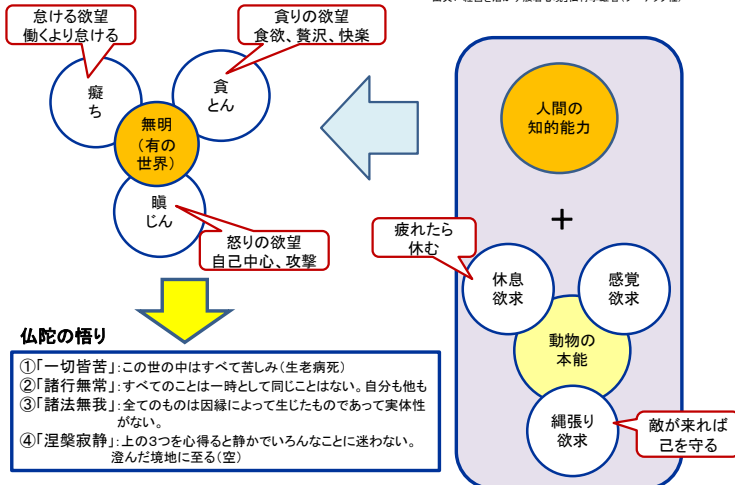 怠ける欲望
働くより怠ける
貪りの欲望
食欲、贅沢、快楽
癡
ち
貪
とん
無明
(有の
世界)
瞋
じん
怒りの欲望
自己中心、攻撃
人間の
知的能力
+
疲れたら
休む
休息
欲求
感覚
欲求
動物の
本能
縄張り
欲求
敵が来れば
己を守る
仏陀の悟り
①「一切皆苦」:この世の中はすべて苦しみ(生老病死)
②「諸行無常」:すべてのことは一時として同じことはない。自分も他も
③「諸法無我」:全てのものは因縁によって生じたものであって実体性
がない。
④「涅槃寂静」:上の3つを心得ると静かでいろんなことに迷わない。
澄んだ境地に至る(空)